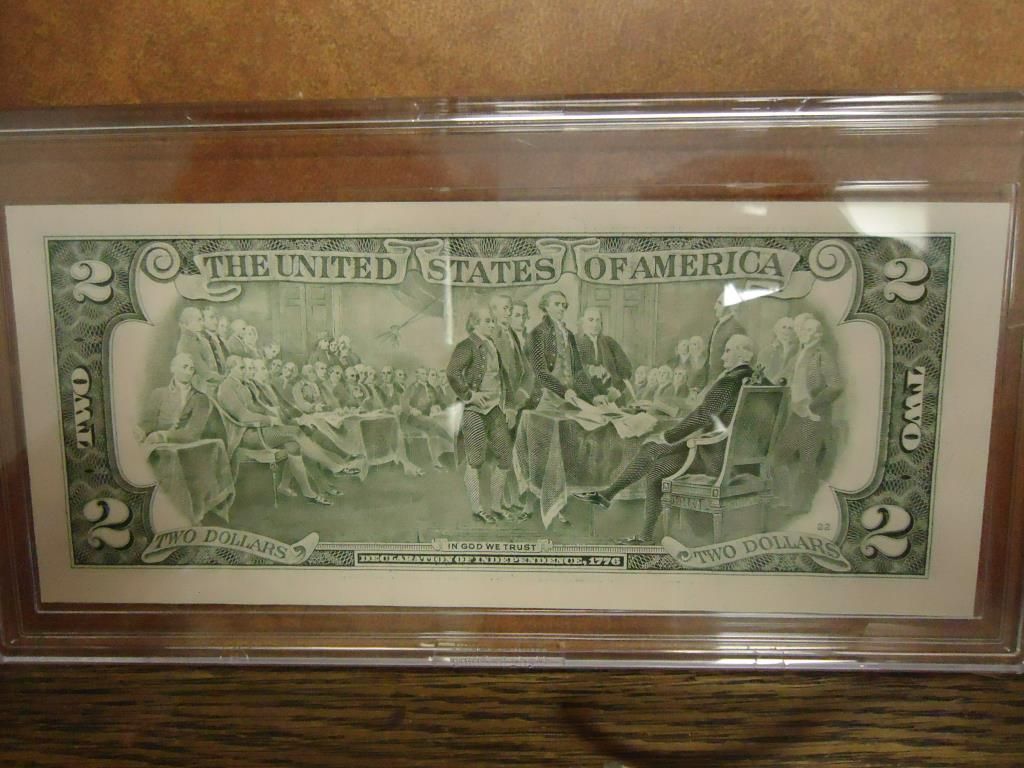 2 THE UNITED STATES OF AMERICA 2
TWO TWO
22
2 TWO DOLLARS IN GOD WE TRUST TWO DOLLARS 2
DECLARATION OF INDEPENDENCE, 1776